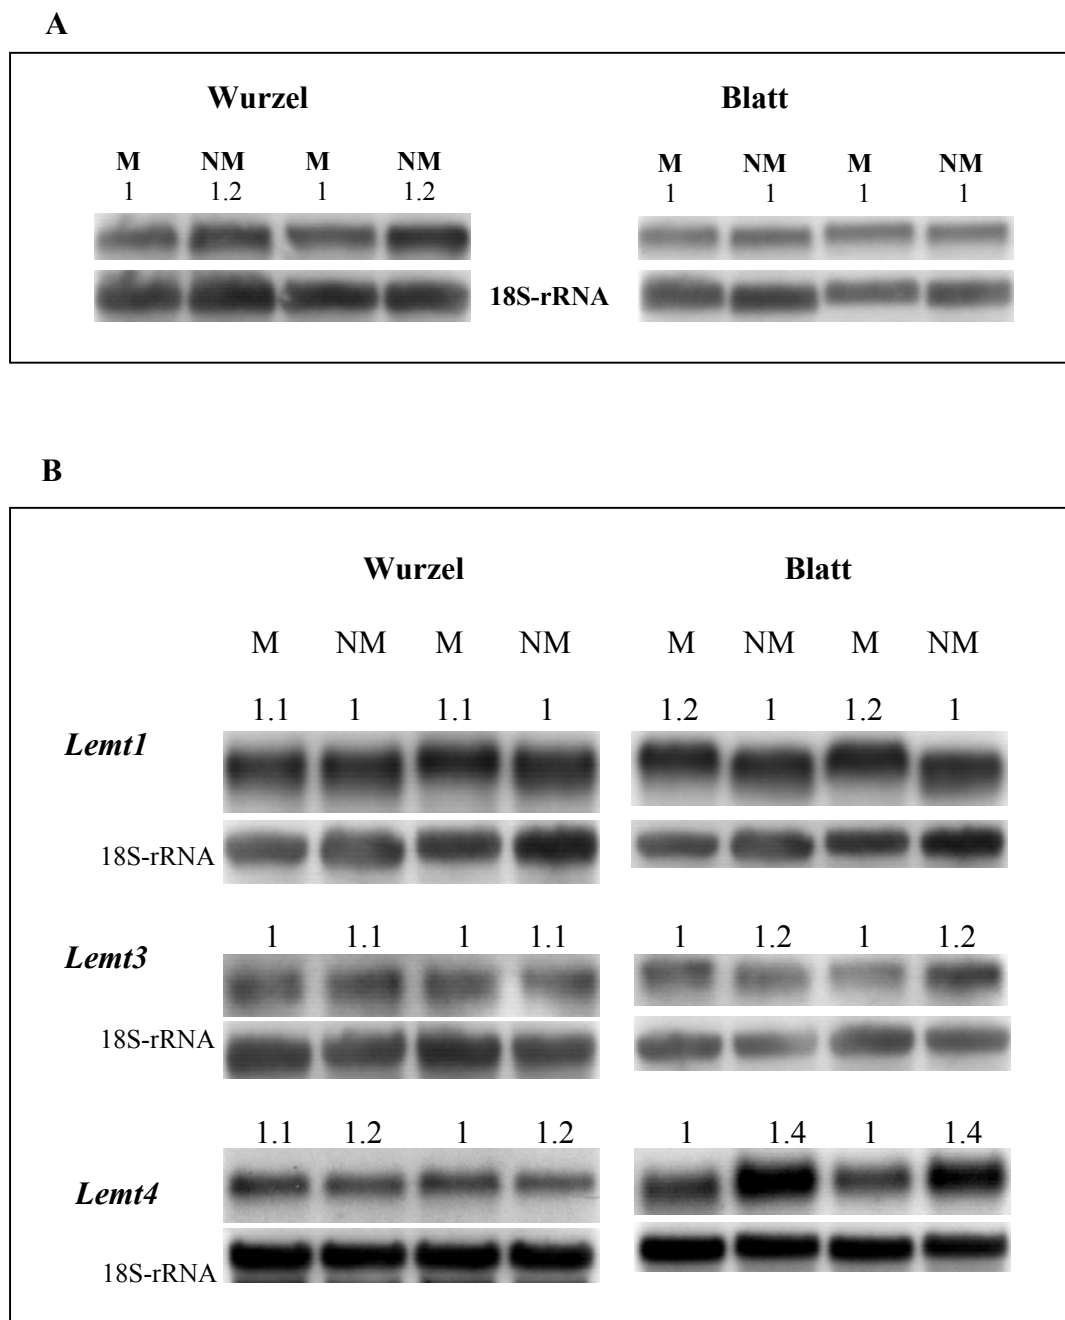 A
Wurzel Blatt
M NM M NM M NM M NM
1 1.2 1 1.2 1 1 1 1
18S-rRNA
B
Wurzel Blatt
M NM M NM M NM M NM
1.1 1 1.1 1 1.2 1 1.2 1
Lemt1
18S-rRNA
1 1.1 1 1.1 1 1.2 1 1.2
Lemt3
18S-rRNA
1.1 1.2 1 1.2 1 1.4 1 1.4
Lemt4
18S-rRNA